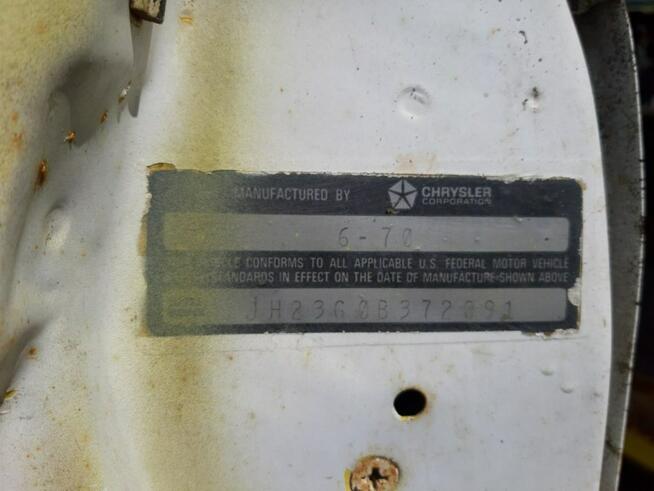 MANUFACTURED BY CHRYSLER CORPORATION
6-70
CONFORMS TO ALL APPLICABLE U.S. FEDERAL MOTOR VEHICLE
STANDARDS IN EFFECT ON THE DATE OF MANUFACTURE SHOWN ABOVE
JH23G0B372091